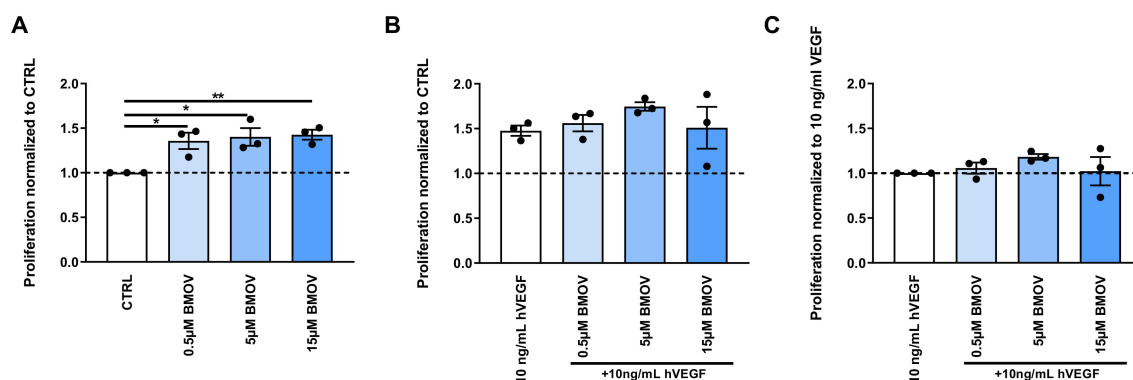 A
B
C
Proliferation normalized to CTRL
2.0
1.5
1.0
0.5
0.0
*
*
**
CTRL
0.5µM BMOV
5µM BMOV
15µM BMOV
Proliferation normalized to CTRL
2.0
1.5
1.0
0.5
0.0
10 ng/mL hVEGF
0.5µM BMOV
5µM BMOV
15µM BMOV
+10ng/mL hVEGF
Proliferation normalized to 10 ng/ml VEGF
2.0
1.5
1.0
0.5
0.0
10 ng/mL hVEGF
0.5µM BMOV
5µM BMOV
15µM BMOV
+10ng/mL hVEGF